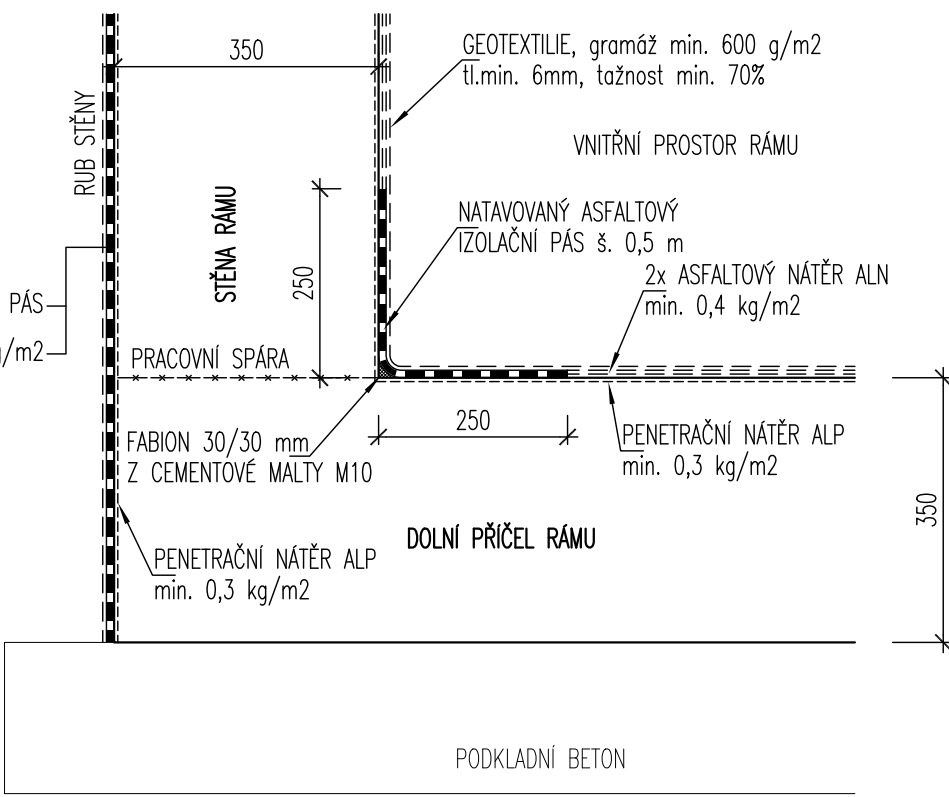 350
GEOTEXTILIE, gramáž min. 600 g/m2
tl.min. 6mm, tažnost min. 70%
RUB STĚNY
VNITŘNÍ PROSTOR RÁMU
STĚNA RÁMU
250
NATAVOVANÝ ASFALTOVÝ
IZOLAČNÍ PÁS š. 0,5 m
2x ASFALTOVÝ NÁTĚR ALN
min. 0,4 kg/m2
PÁS
/m2
PRACOVNÍ SPÁRA
250
FABION 30/30 mm
Z CEMENTOVÉ MALTY M10
PENETRAČNÍ NÁTĚR ALP
min. 0,3 kg/m2
350
DOLNÍ PŘÍČEL RÁMU
PENETRAČNÍ NÁTĚR ALP
min. 0,3 kg/m2
PODKLADNÍ BETON